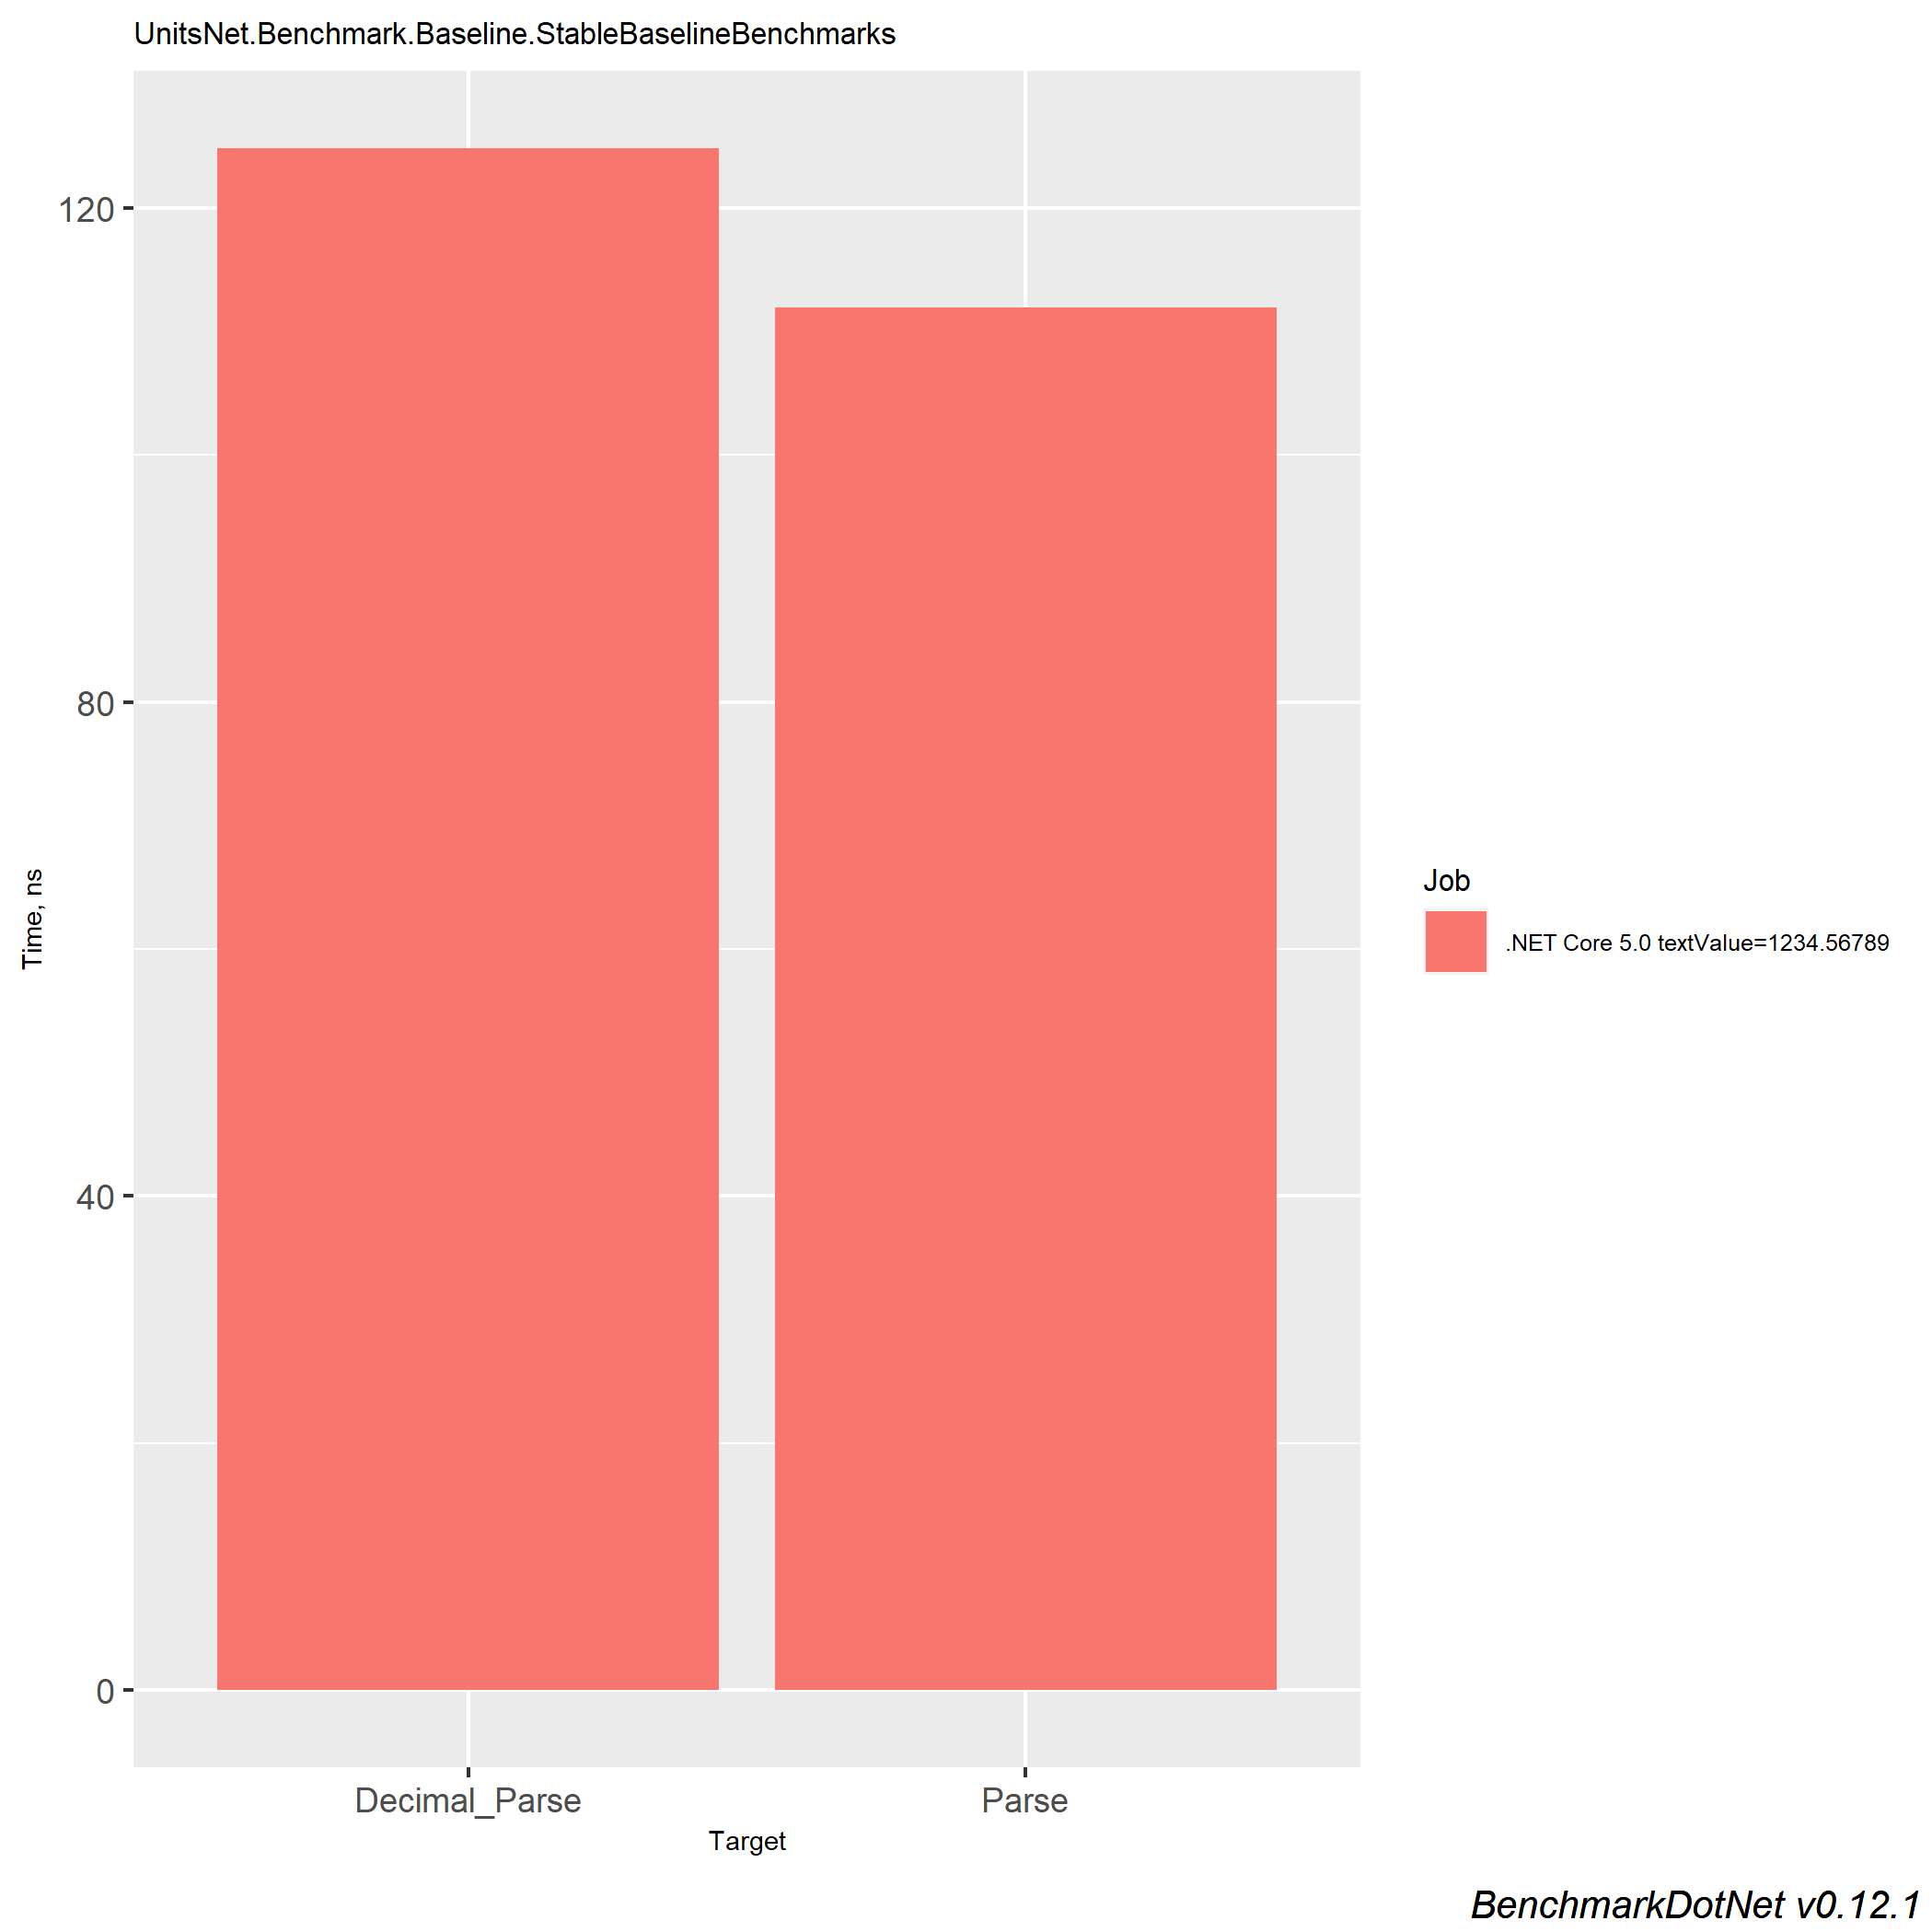 UnitsNet.Benchmark.Baseline.StableBaselineBenchmarks
120
80
40
0
Time, ns
Decimal_Parse
Parse
Target
Job
.NET Core 5.0 textValue=1234.56789
BenchmarkDotNet v0.12.1